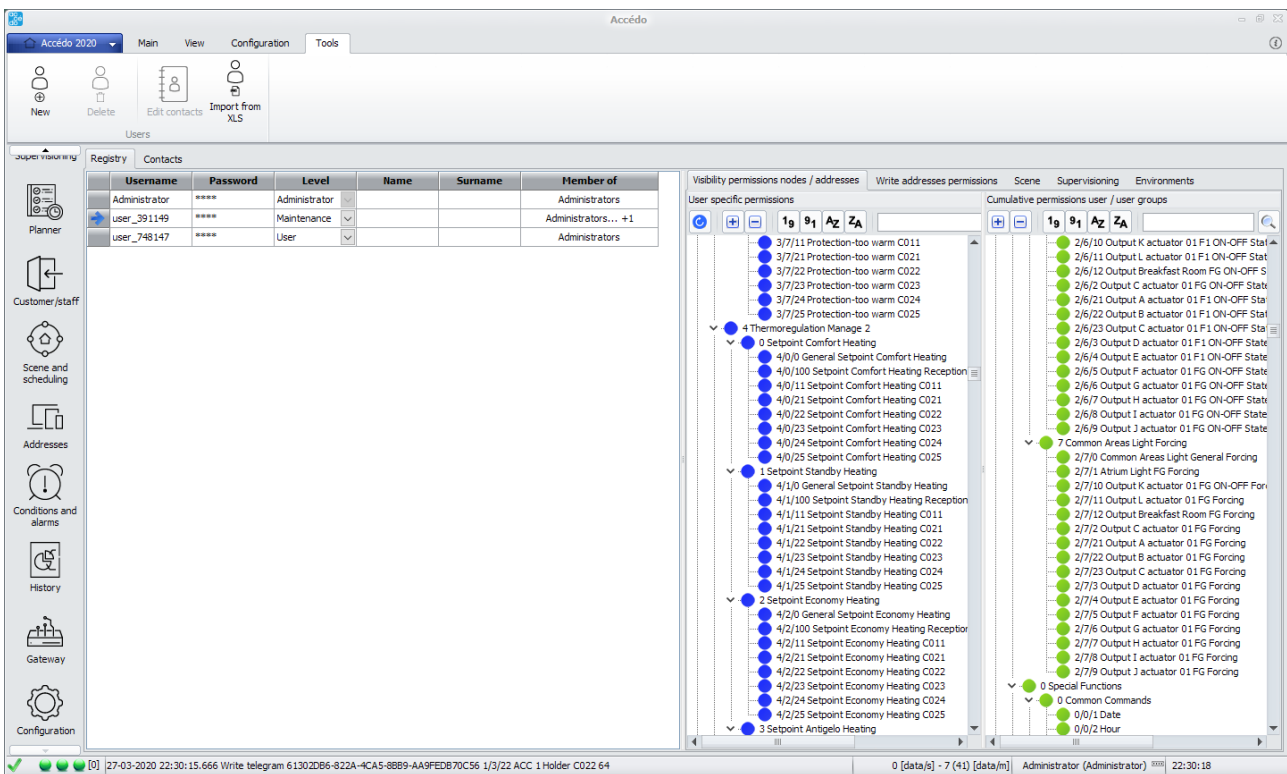 Accédo
Accédo 2020
Main
View
Configuration
Tools
New
Delete
Edit contacts
Import from
XLS
Users
Supervisioning
Planner
Customer/staff
Scene and
scheduling
Addresses
Conditions and
alarms
History
Gateway
Configuration
Registry
Contacts
Username Password Level Name Surname Member of
Administrator **** Administrator Administrators
user_391149 **** Maintenance Administrators... +1
user_748147 **** User Administrators
Visibility permissions nodes / addresses
Write addresses permissions
Scene
Supervisioning
Environments
User specific permissions
19 91 AZ ZA
3/7/11 Protection-too warm C011
3/7/21 Protection-too warm C021
3/7/22 Protection-too warm C022
3/7/23 Protection-too warm C023
3/7/24 Protection-too warm C024
3/7/25 Protection-too warm C025
4 Thermoregulation Manage 2
0 Setpoint Comfort Heating
4/0/0 General Setpoint Comfort Heating
4/0/100 Setpoint Comfort Heating Reception
4/0/11 Setpoint Comfort Heating C011
4/0/21 Setpoint Comfort Heating C021
4/0/22 Setpoint Comfort Heating C022
4/0/23 Setpoint Comfort Heating C023
4/0/24 Setpoint Comfort Heating C024
4/0/25 Setpoint Comfort Heating C025
1 Setpoint Standby Heating
4/1/0 General Setpoint Standby Heating
4/1/100 Setpoint Standby Heating Reception
4/1/11 Setpoint Standby Heating C011
4/1/21 Setpoint Standby Heating C021
4/1/22 Setpoint Standby Heating C022
4/1/23 Setpoint Standby Heating C023
4/1/24 Setpoint Standby Heating C024
4/1/25 Setpoint Standby Heating C025
2 Setpoint Economy Heating
4/2/0 General Setpoint Economy Heating
4/2/100 Setpoint Economy Heating Reception
4/2/11 Setpoint Economy Heating C011
4/2/21 Setpoint Economy Heating C021
4/2/22 Setpoint Economy Heating C022
4/2/23 Setpoint Economy Heating C023
4/2/24 Setpoint Economy Heating C024
4/2/25 Setpoint Economy Heating C025
3 Setpoint Antigelo Heating
Cumulative permissions user / user groups
19 91 AZ ZA
2/6/10 Output K actuator 01 F1 ON-OFF Stat
2/6/11 Output L actuator 01 F1 ON-OFF State
2/6/12 Output Breakfast Room FG ON-OFF S
2/6/2 Output C actuator 01 FG ON-OFF State
2/6/21 Output A actuator 01 F1 ON-OFF Stat
2/6/22 Output B actuator 01 F1 ON-OFF Stat
2/6/23 Output C actuator 01 F1 ON-OFF Stat
2/6/3 Output D actuator 01 F1 ON-OFF State
2/6/4 Output E actuator 01 F1 ON-OFF State
2/6/5 Output F actuator 01 FG ON-OFF State
2/6/6 Output G actuator 01 FG ON-OFF State
2/6/7 Output H actuator 01 FG ON-OFF State
2/6/8 Output I actuator 01 FG ON-OFF State
2/6/9 Output J actuator 01 FG ON-OFF State
7 Common Areas Light Forcing
2/7/0 Common Areas Light General Forcing
2/7/1 Atrium Light FG Forcing
2/7/10 Output K actuator 01 FG ON-OFF Forc
2/7/11 Output L actuator 01 FG Forcing
2/7/12 Output Breakfast Room FG Forcing
2/7/2 Output C actuator 01 FG Forcing
2/7/21 Output A actuator 01 FG Forcing
2/7/22 Output B actuator 01 FG Forcing
2/7/23 Output C actuator 01 FG Forcing
2/7/3 Output D actuator 01 FG Forcing
2/7/4 Output E actuator 01 FG Forcing
2/7/5 Output F actuator 01 FG Forcing
2/7/6 Output G actuator 01 FG Forcing
2/7/7 Output H actuator 01 FG Forcing
2/7/8 Output I actuator 01 FG Forcing
2/7/9 Output J actuator 01 FG Forcing
0 Special Functions
0 Common Commands
0/0/1 Date
0/0/2 Hour
[0] 27-03-2020 22:30:15.666 Write telegram 61302DB6-822A-4CA5-8BB9-AA9FEDB70C56 1/3/22 ACC 1 Holder C022 64
0 [data/s] - 7 (41) [data/m]
Administrator (Administrator)
22:30:18